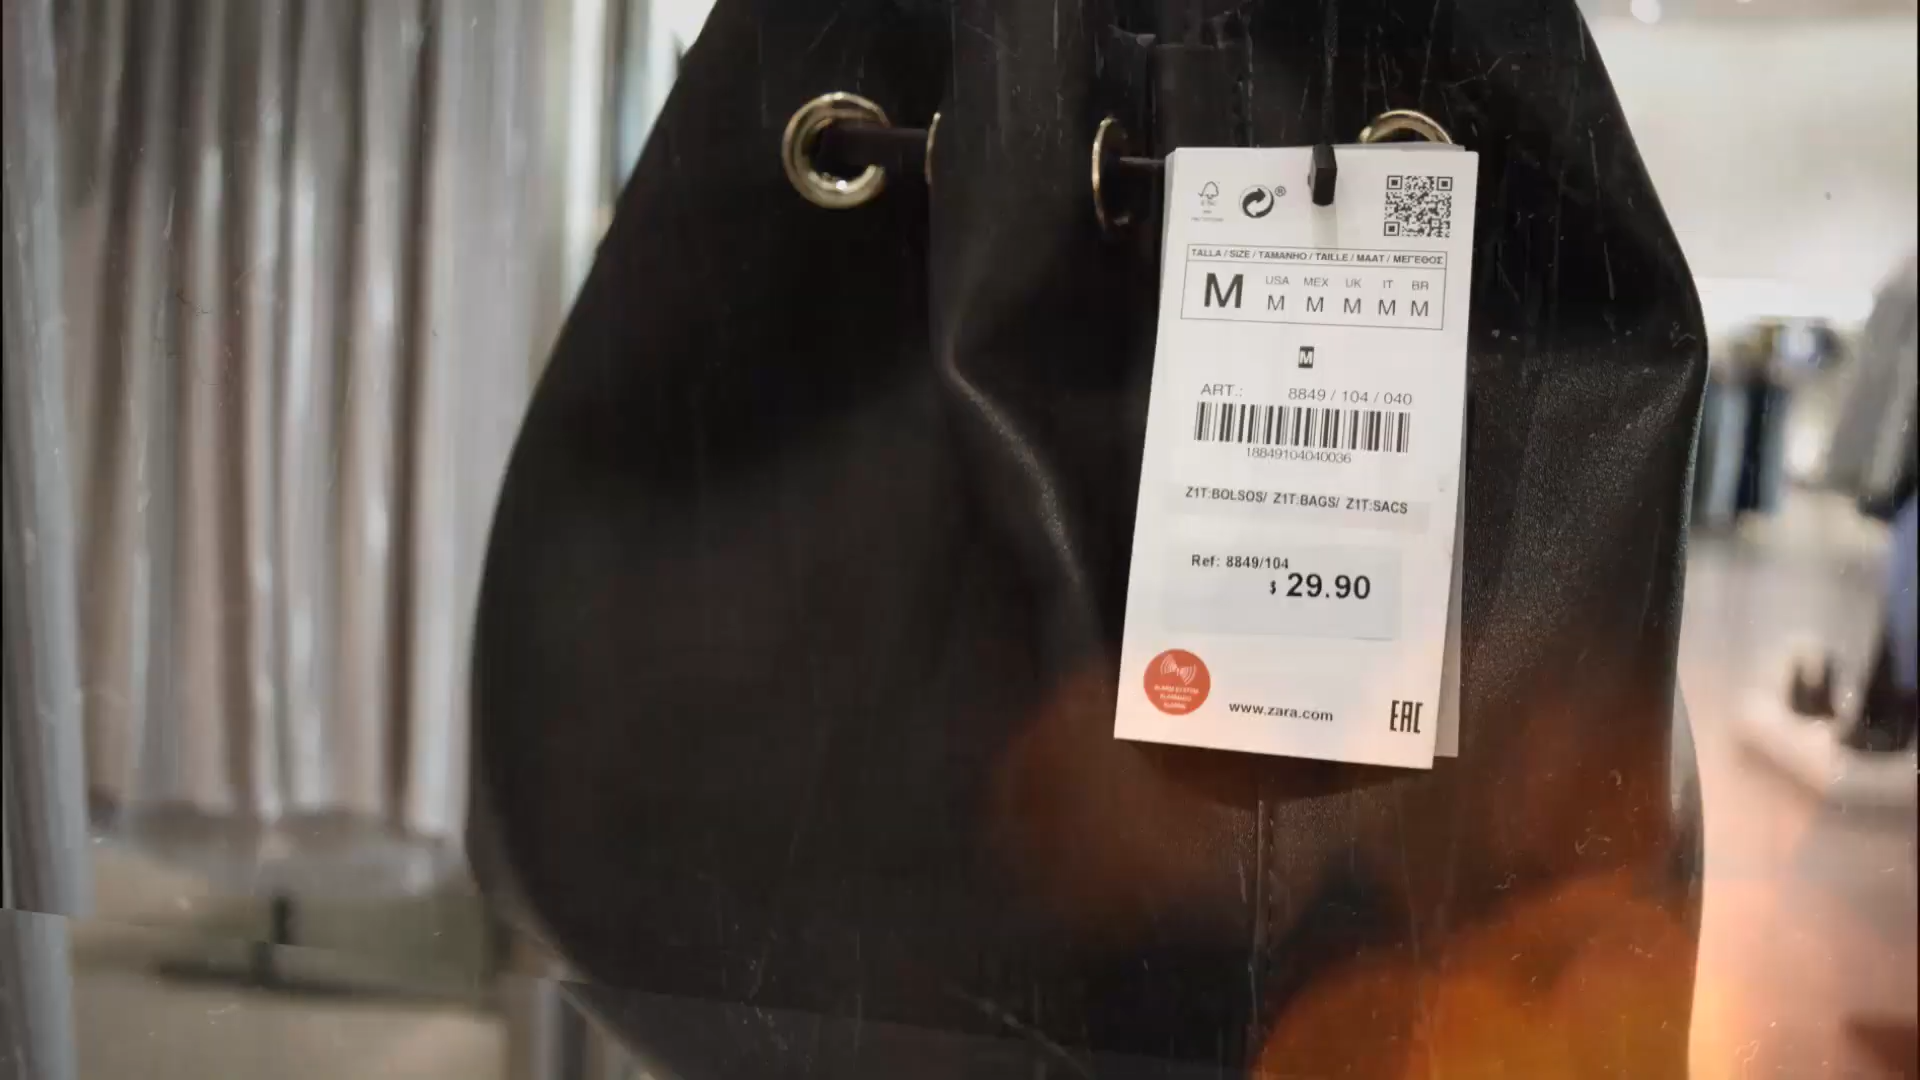 ®
TALLA / SIZE / TAMANHO / TAILLE / MAAT / ΜΕΓΕΘΟΣ
M
USA MEX UK IT BR
M M M M M
M
ART.: 8849 / 104 / 040
18849104040036
Z1T:BOLSOS/ Z1T:BAGS/ Z1T:SACS
Ref: 8849/104
$ 29.90
www.zara.com
EAC